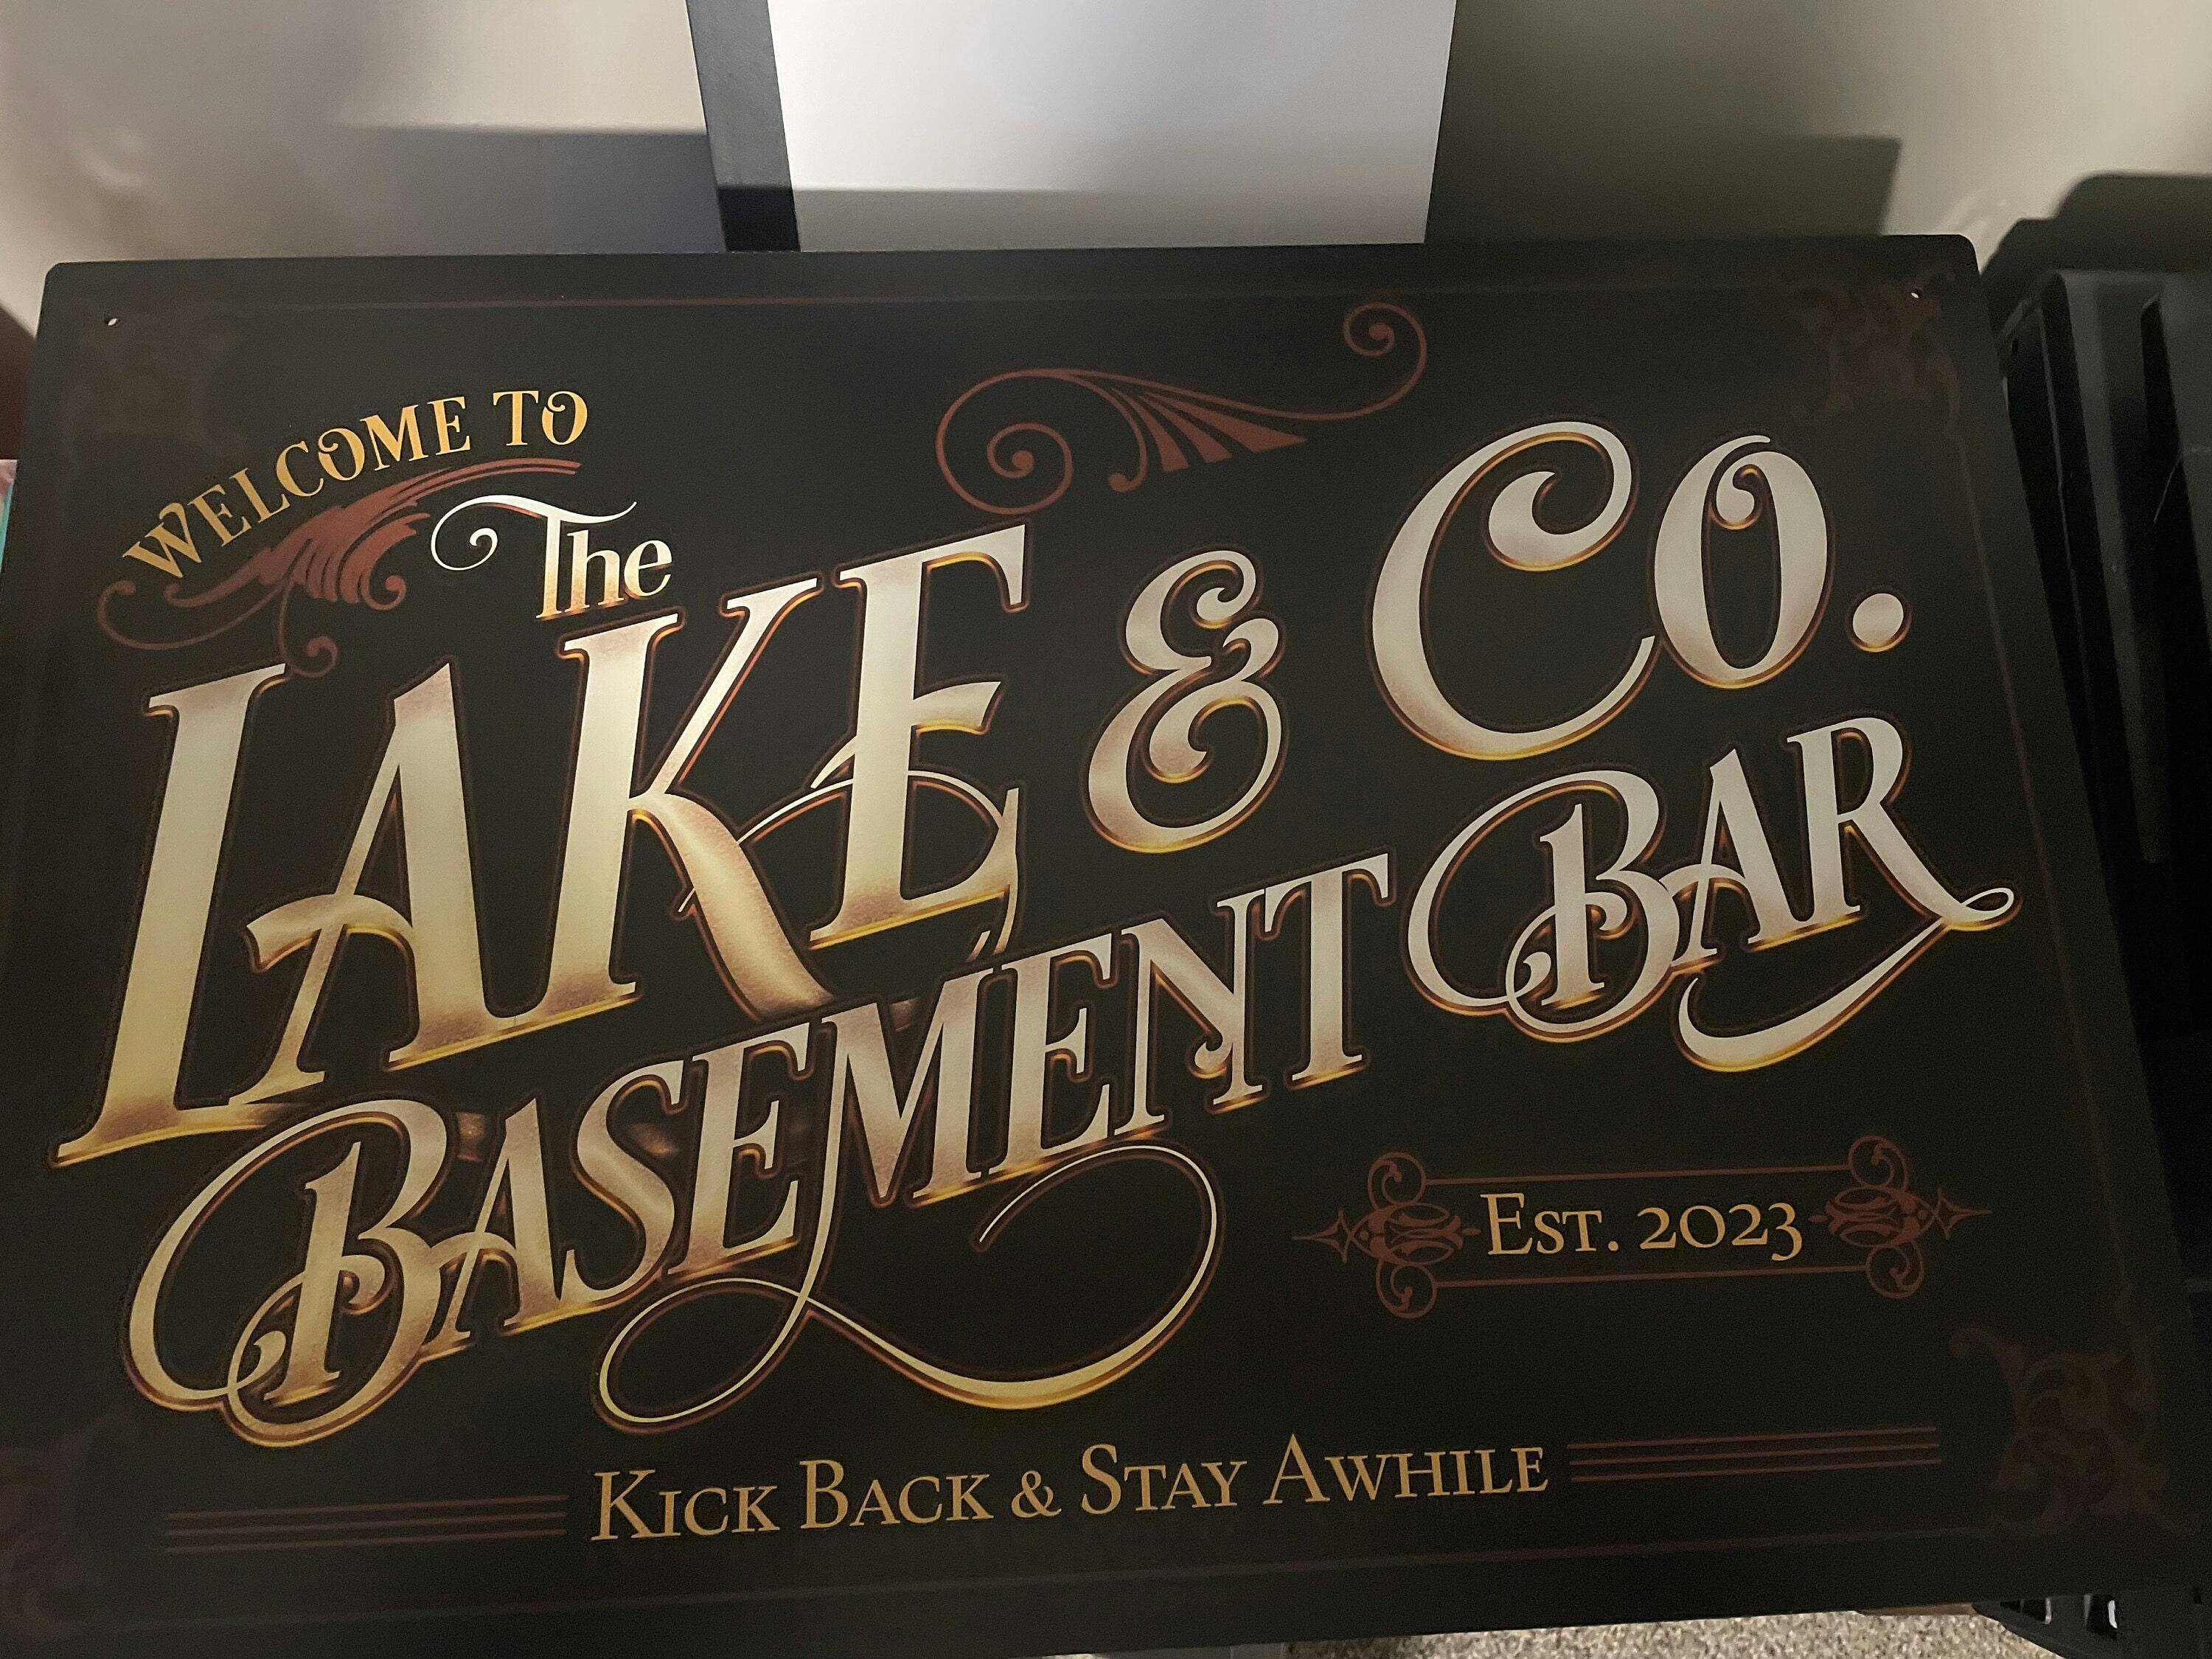 WELCOME TO
The
LAKE & CO.
BASEMENT BAR
EST. 2023
KICK BACK & STAY AWHILE